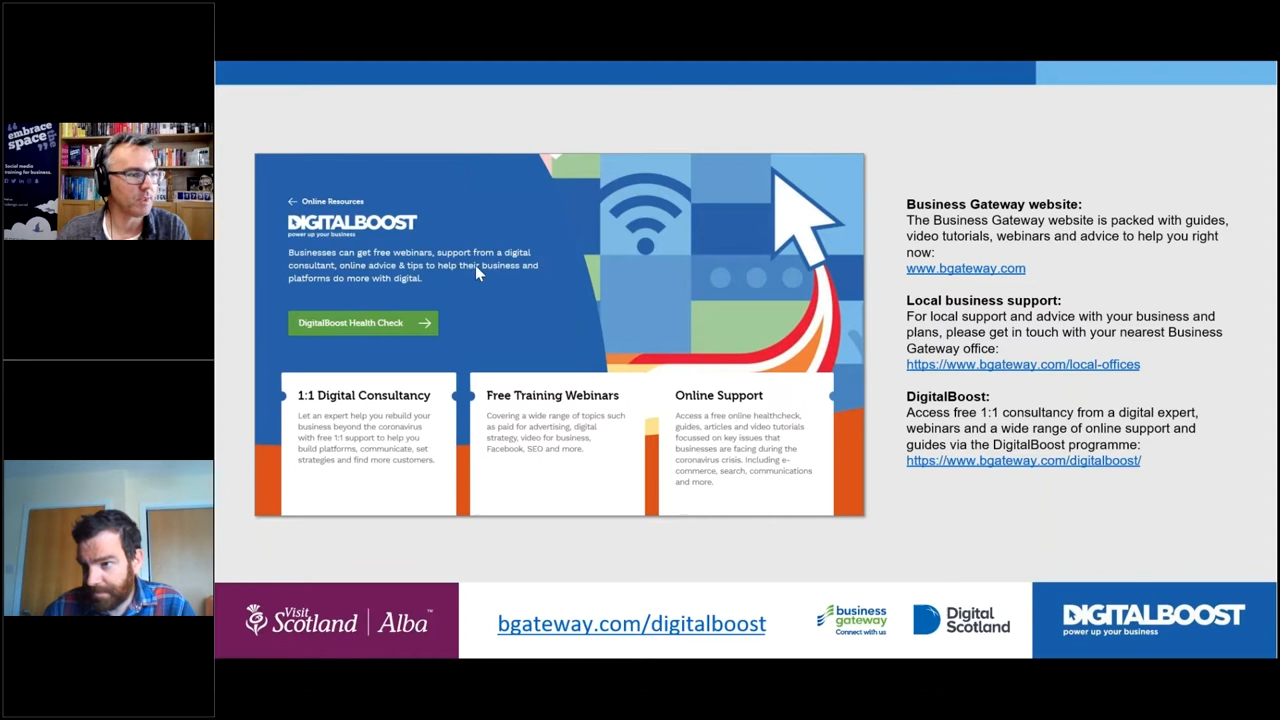 embrace
the
space
Social media
training for business.
← Online Resources
DIGITALBOOST
power up your business
Businesses can get free webinars, support from a digital
consultant, online advice & tips to help their business and
platforms do more with digital.
DigitalBoost Health Check →
1:1 Digital Consultancy
Let an expert help you rebuild your
business beyond the coronavirus
with free 1:1 support to help you
build platforms, communicate, set
strategies and find more customers.
Free Training Webinars
Covering a wide range of topics such
as paid for advertising, digital
strategy, video for business,
Facebook, SEO and more.
Online Support
Access a free online healthcheck,
guides, articles and video tutorials
focussed on key issues that
businesses are facing during the
coronavirus crisis. Including e-
commerce, search, communications
and more.
Business Gateway website:
The Business Gateway website is packed with guides,
video tutorials, webinars and advice to help you right
now:
www.bgateway.com
Local business support:
For local support and advice with your business and
plans, please get in touch with your nearest Business
Gateway office:
https://www.bgateway.com/local-offices
DigitalBoost:
Access free 1:1 consultancy from a digital expert,
webinars and a wide range of online support and
guides via the DigitalBoost programme:
https://www.bgateway.com/digitalboost/
Visit
Scotland | Alba™
bgateway.com/digitalboost
business
gateway
Connect with us
Digital
Scotland
DIGITALBOOST
power up your business